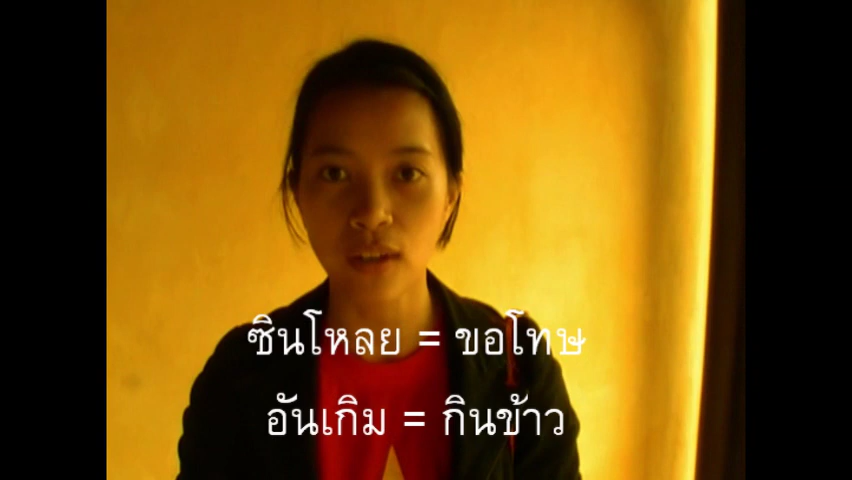 ซินโหลย = ขอโทษ
อันเกิม = กินข้าว